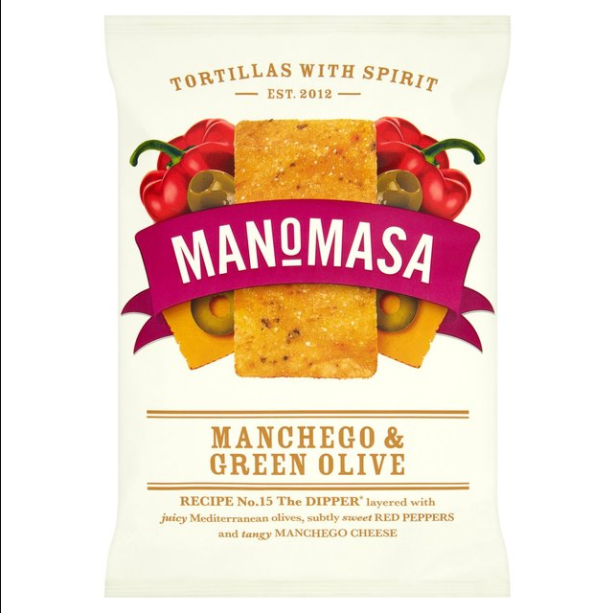 TORTILLAS WITH SPIRIT
EST. 2012
MANOMASA
MANCHEGO &
GREEN OLIVE
RECIPE No.15 The DIPPER* layered with
juicy Mediterranean olives, subtly sweet RED PEPPERS
and tangy MANCHEGO CHEESE